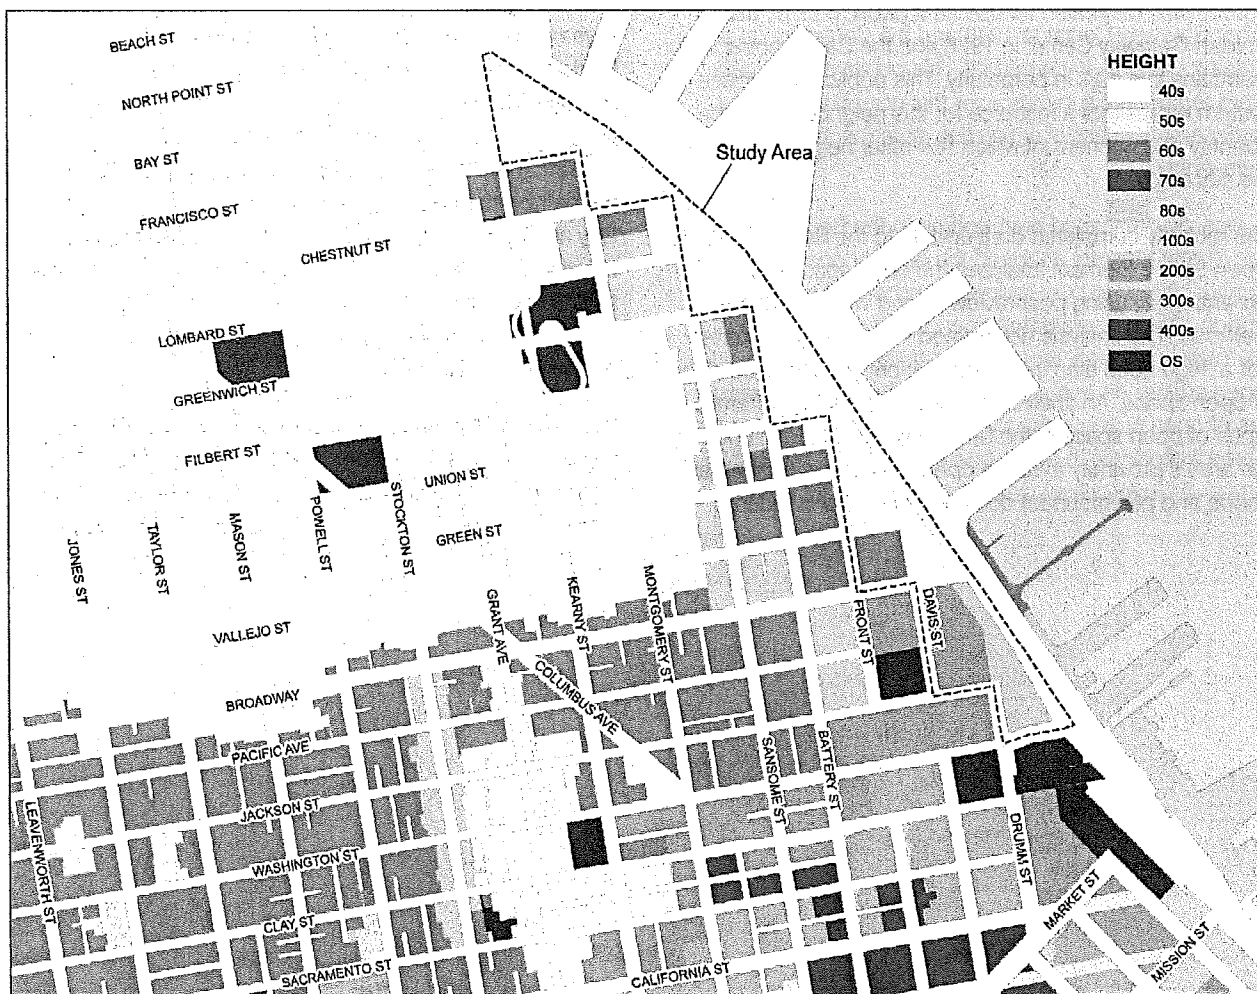 BEACH ST
NORTH POINT ST
BAY ST
FRANCISCO ST
CHESTNUT ST
LOMBARD ST
GREENWICH ST
FILBERT ST
UNION ST
GREEN ST
JONES ST
TAYLOR ST
MASON ST
POWELL ST
STOCKTON ST
GRANT AVE
KEARNY ST
MONTGOMERY ST
FRONT ST
DAVIS ST
VALLEJO ST
COLUMBUS AVE
BROADWAY
PACIFIC AVE
SANSOME ST
BATTERY ST
JACKSON ST
LEAVENWORTH ST
WASHINGTON ST
DRUMM ST
CLAY ST
MARKET ST
MISSION ST
SACRAMENTO ST
CALIFORNIA ST
Study Area
HEIGHT
40s
50s
60s
70s
80s
100s
200s
300s
400s
OS